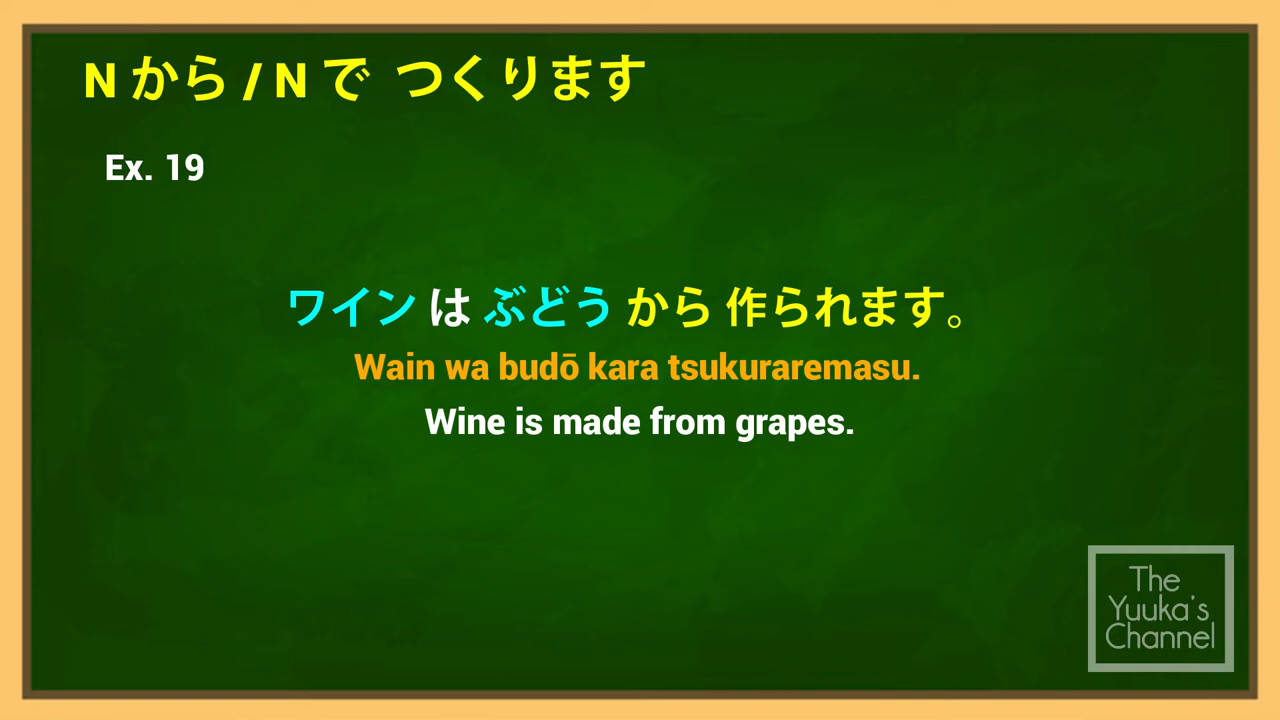 N から / N で つくります
Ex. 19
ワイン は ぶどう から 作られます。
Wain wa budō kara tsukuraremasu.
Wine is made from grapes.
The
Yuuka's
Channel